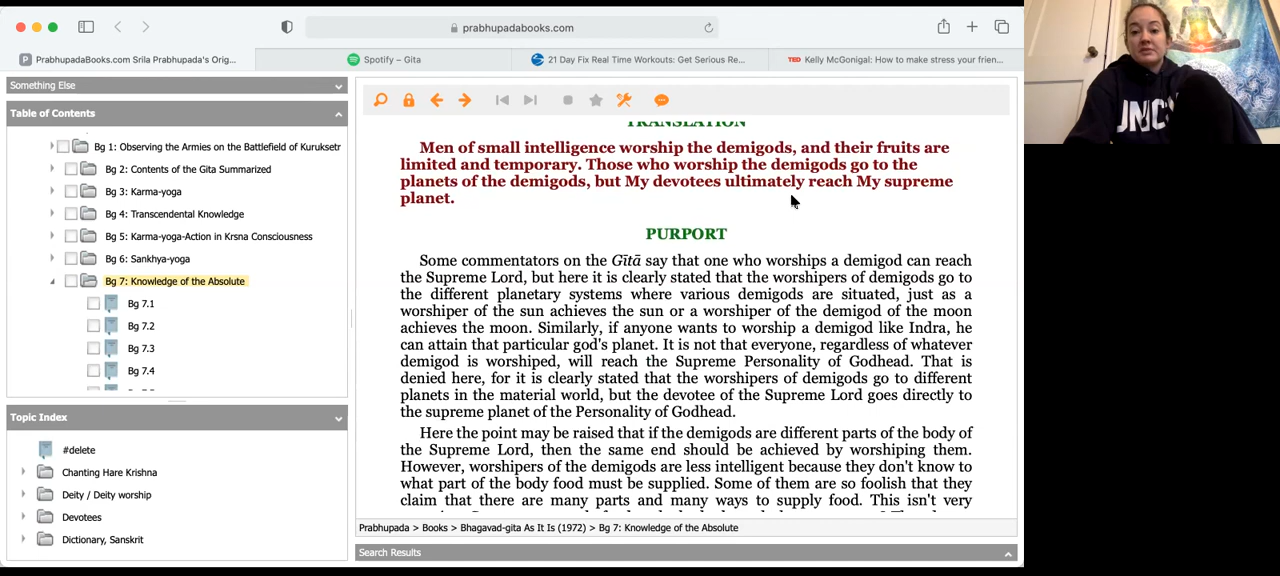 prabhupadabooks.com
PrabhupadaBooks.com Srila Prabhupada's Orig...
Spotify – Gita
21 Day Fix Real Time Workouts: Get Serious Re...
TED Kelly McGonigal: How to make stress your frien...
Something Else
Table of Contents
Bg 1: Observing the Armies on the Battlefield of Kuruksetr
Bg 2: Contents of the Gita Summarized
Bg 3: Karma-yoga
Bg 4: Transcendental Knowledge
Bg 5: Karma-yoga-Action in Krsna Consciousness
Bg 6: Sankhya-yoga
Bg 7: Knowledge of the Absolute
Bg 7.1
Bg 7.2
Bg 7.3
Bg 7.4
Topic Index
#delete
Chanting Hare Krishna
Deity / Deity worship
Devotees
Dictionary, Sanskrit
TRANSLATION
Men of small intelligence worship the demigods, and their fruits are
limited and temporary. Those who worship the demigods go to the
planets of the demigods, but My devotees ultimately reach My supreme
planet.
PURPORT
Some commentators on the Gītā say that one who worships a demigod can reach
the Supreme Lord, but here it is clearly stated that the worshipers of demigods go to
the different planetary systems where various demigods are situated, just as a
worshiper of the sun achieves the sun or a worshiper of the demigod of the moon
achieves the moon. Similarly, if anyone wants to worship a demigod like Indra, he
can attain that particular god's planet. It is not that everyone, regardless of whatever
demigod is worshiped, will reach the Supreme Personality of Godhead. That is
denied here, for it is clearly stated that the worshipers of demigods go to different
planets in the material world, but the devotee of the Supreme Lord goes directly to
the supreme planet of the Personality of Godhead.
Here the point may be raised that if the demigods are different parts of the body of
the Supreme Lord, then the same end should be achieved by worshiping them.
However, worshipers of the demigods are less intelligent because they don't know to
what part of the body food must be supplied. Some of them are so foolish that they
claim that there are many parts and many ways to supply food. This isn't very
Prabhupada > Books > Bhagavad-gita As It Is (1972) > Bg 7: Knowledge of the Absolute
Search Results